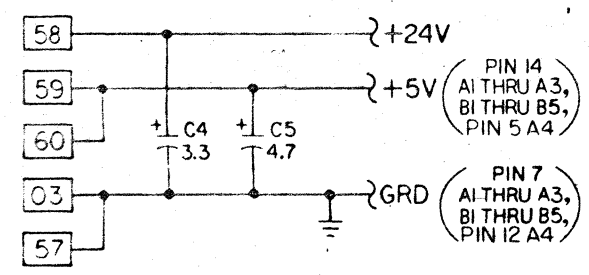 58
+24V
59
+5V
PIN 14
A1 THRU A3,
B1 THRU B5,
PIN 5 A4
60
+ C4
3.3
+ C5
4.7
03
GRD
PIN 7
A1 THRU A3,
B1 THRU B5,
PIN 12 A4
57